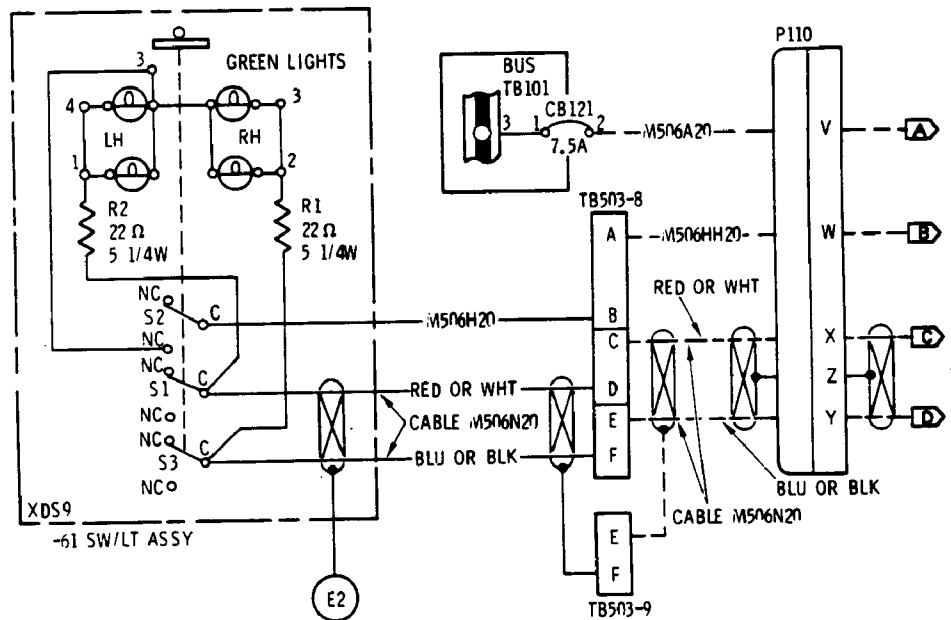 P110
3
GREEN LIGHTS
BUS
TB101
4
3
3
CB121
1
2
M506A20
V
A
LH
RH
7.5A
1
2
TB503-8
R2
22 Ω
5 1/4W
R1
22 Ω
5 1/4W
A
M506HH20
W
B
RED OR WHT
NC
S2
C
M506H20
B
NC
C
X
C
NC
S1
C
RED OR WHT
D
Z
NC
CABLE M506N20
E
Y
D
NC
S3
C
BLU OR BLK
F
NC
BLU OR BLK
XDS9
CABLE M506N20
-61 SW/LT ASSY
E
F
E2
TB503-9